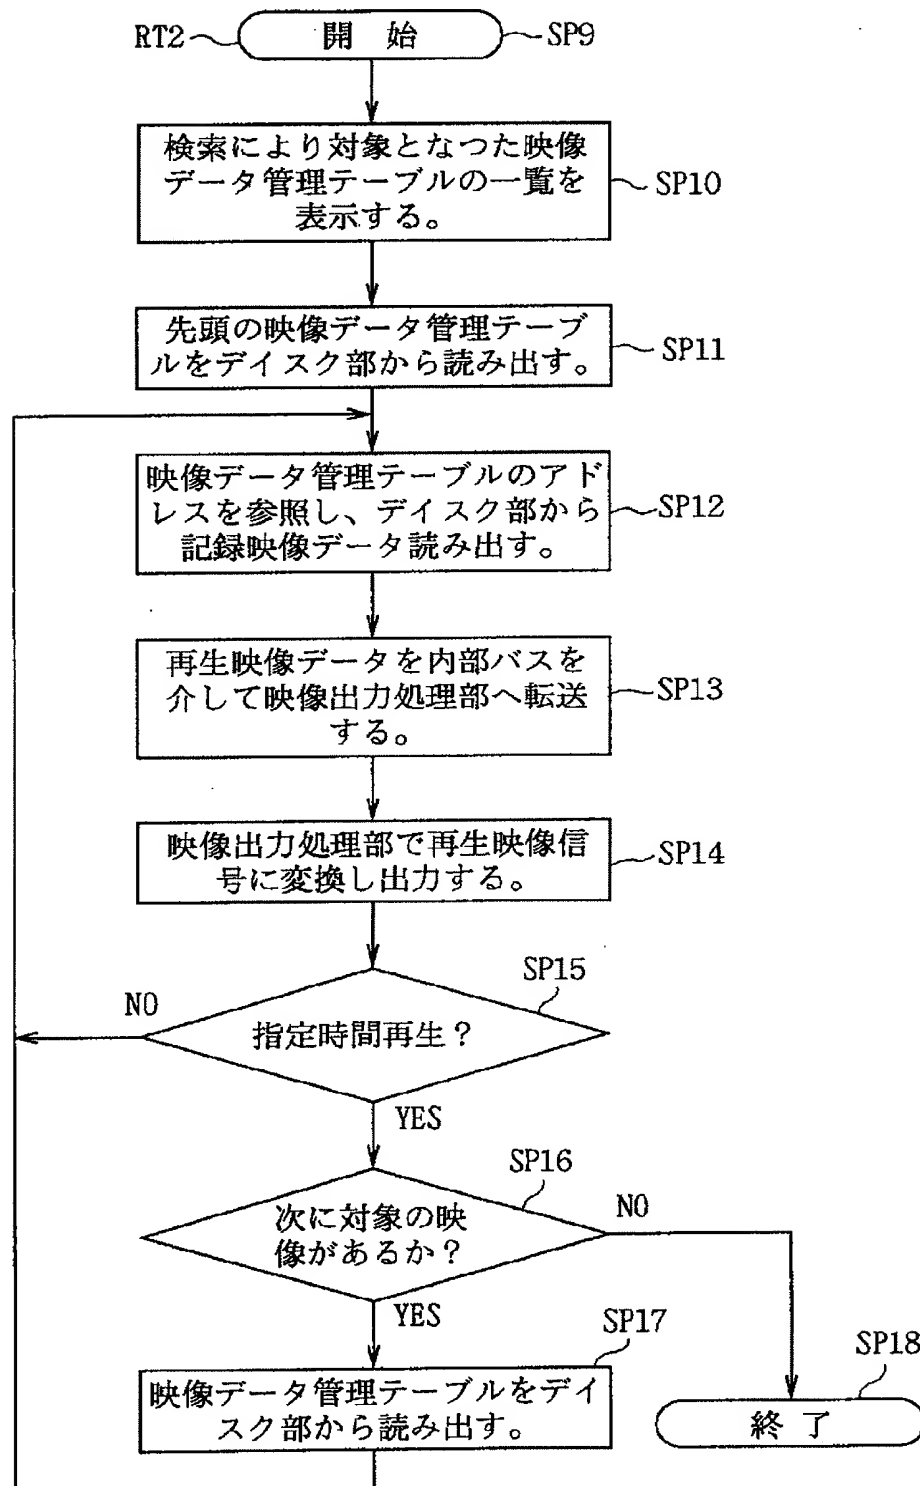 RT2
開 始
SP9
検索により対象となつた映像
データ管理テーブルの一覧を
表示する。
SP10
先頭の映像データ管理テーブ
ルをデイスク部から読み出す。
SP11
映像データ管理テーブルのアド
レスを参照し、デイスク部から
記録映像データ読み出す。
SP12
再生映像データを内部バスを
介して映像出力処理部へ転送
する。
SP13
映像出力処理部で再生映像信
号に変換し出力する。
SP14
SP15
NO
指定時間再生？
YES
SP16
次に対象の映
像があるか？
NO
YES
SP17
映像データ管理テーブルをデイ
スク部から読み出す。
SP18
終 了